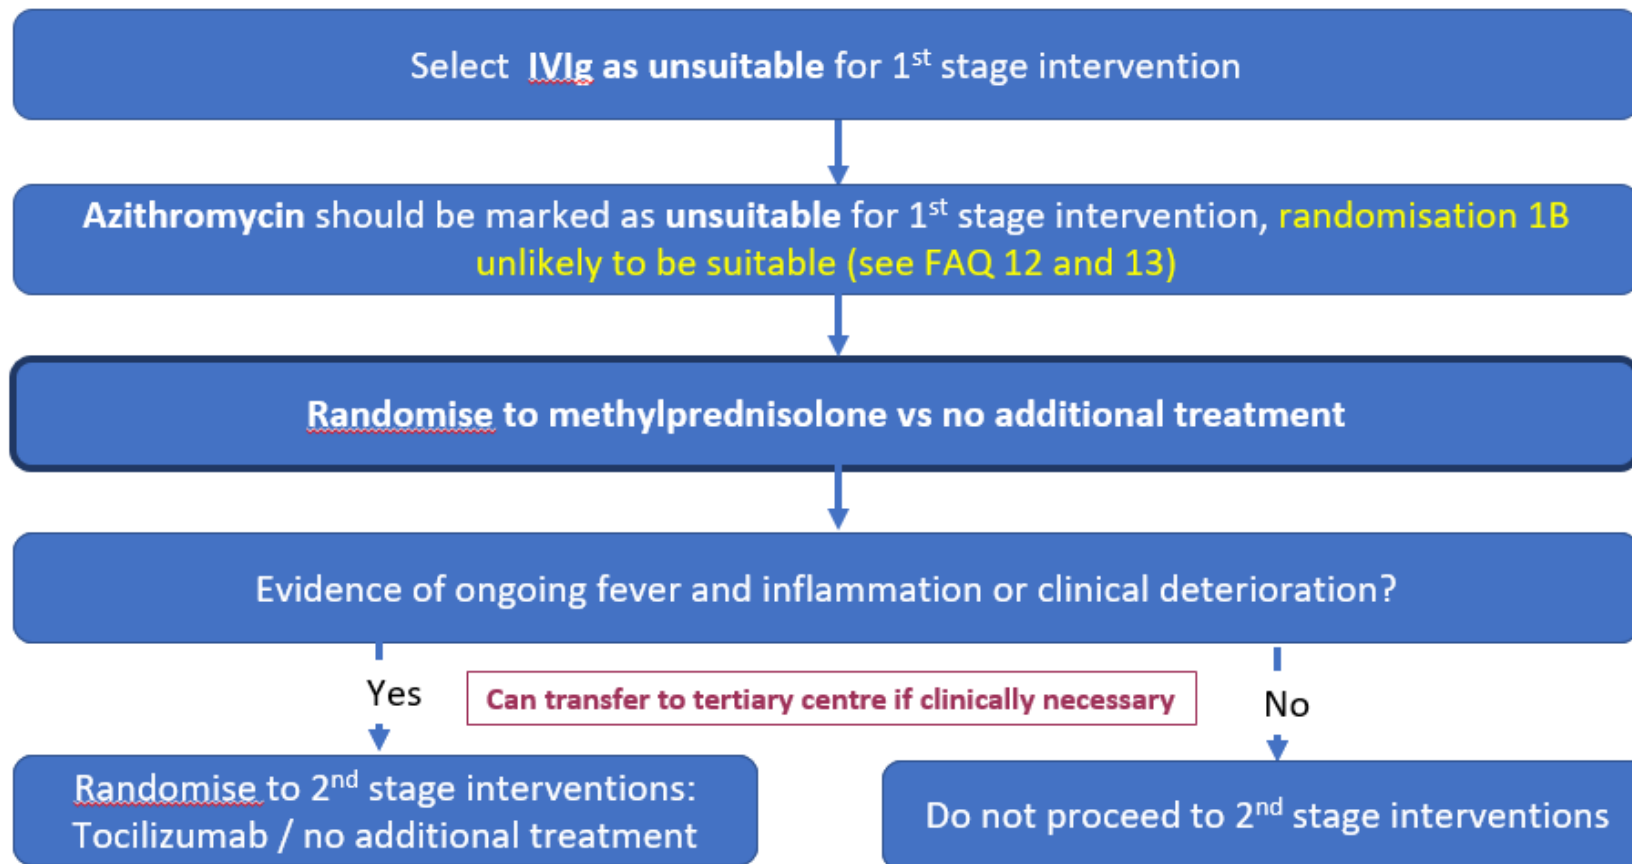 Select IVIg as unsuitable for 1st stage intervention
Azithromycin should be marked as unsuitable for 1st stage intervention, randomisation 1B
unlikely to be suitable (see FAQ 12 and 13)
Randomise to methylprednisolone vs no additional treatment
Evidence of ongoing fever and inflammation or clinical deterioration?
Yes
Can transfer to tertiary centre if clinically necessary
No
Randomise to 2nd stage interventions:
Tocilizumab / no additional treatment
Do not proceed to 2nd stage interventions